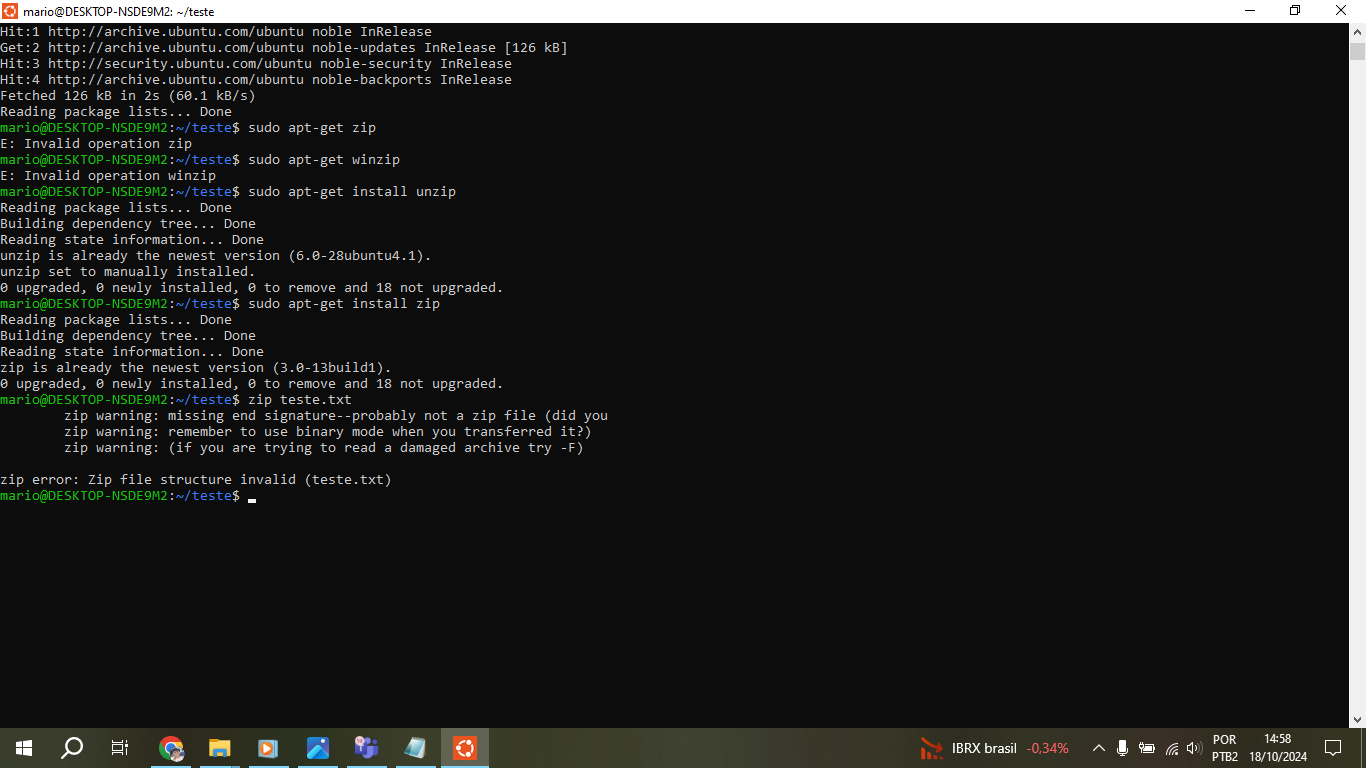 mario@DESKTOP-NSDE9M2: ~/teste
Hit:1 http://archive.ubuntu.com/ubuntu noble InRelease
Get:2 http://archive.ubuntu.com/ubuntu noble-updates InRelease [126 kB]
Hit:3 http://security.ubuntu.com/ubuntu noble-security InRelease
Hit:4 http://archive.ubuntu.com/ubuntu noble-backports InRelease
Fetched 126 kB in 2s (60.1 kB/s)
Reading package lists... Done
mario@DESKTOP-NSDE9M2:~/teste$ sudo apt-get zip
E: Invalid operation zip
mario@DESKTOP-NSDE9M2:~/teste$ sudo apt-get winzip
E: Invalid operation winzip
mario@DESKTOP-NSDE9M2:~/teste$ sudo apt-get install unzip
Reading package lists... Done
Building dependency tree... Done
Reading state information... Done
unzip is already the newest version (6.0-28ubuntu4.1).
unzip set to manually installed.
0 upgraded, 0 newly installed, 0 to remove and 18 not upgraded.
mario@DESKTOP-NSDE9M2:~/teste$ sudo apt-get install zip
Reading package lists... Done
Building dependency tree... Done
Reading state information... Done
zip is already the newest version (3.0-13build1).
0 upgraded, 0 newly installed, 0 to remove and 18 not upgraded.
mario@DESKTOP-NSDE9M2:~/teste$ zip teste.txt
        zip warning: missing end signature--probably not a zip file (did you
        zip warning: remember to use binary mode when you transferred it?)
        zip warning: (if you are trying to read a damaged archive try -F)

zip error: Zip file structure invalid (teste.txt)
mario@DESKTOP-NSDE9M2:~/teste$
IBRX brasil -0,34%
POR
PTB2
14:58
18/10/2024